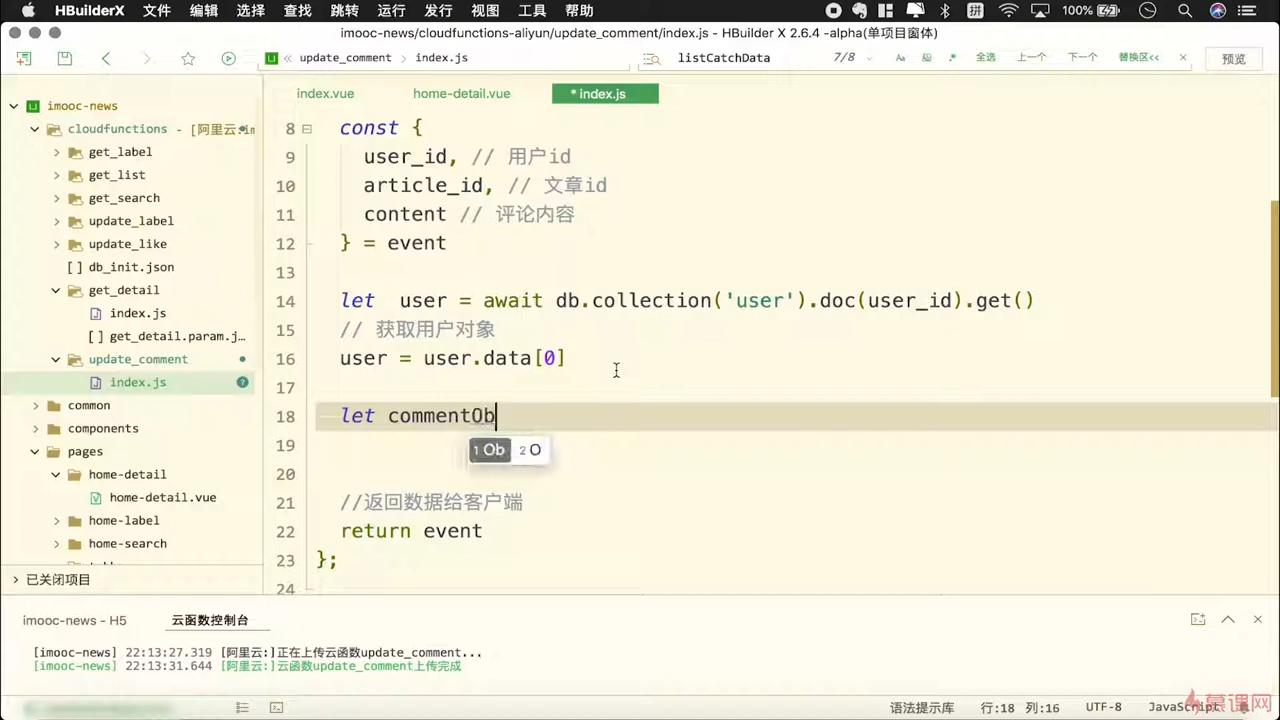 HBuilderX 文件 编辑 选择 查找 跳转 运行 发行 视图 工具 帮助 拼 100%
imooc-news/cloudfunctions-aliyun/update_comment/index.js - HBuilder X 2.6.4 -alpha(单项目窗体)
update_comment index.js listCatchData 7/8 Aa 全选 上一个 下一个 替换区<< 预览
index.vue home-detail.vue * index.js
imooc-news
cloudfunctions - [阿里云:im
get_label
get_list
get_search
update_label
update_like
[ ] db_init.json
get_detail
index.js
[ ] get_detail.param.j…
update_comment
index.js
common
components
pages
home-detail
home-detail.vue
home-label
home-search
已关闭项目
8 const {
9 user_id, // 用户id
10 article_id, // 文章id
11 content // 评论内容
12 } = event
13
14 let  user = await db.collection('user').doc(user_id).get()
15 // 获取用户对象
16 user = user.data[0]
17
18 let commentOb
1 Ob 2 O
19
20
21 //返回数据给客户端
22 return event
23 };
24
imooc-news - H5 云函数控制台
[imooc-news] 22:13:27.319 [阿里云:]正在上传云函数update_comment...
[imooc-news] 22:13:31.644 [阿里云:]云函数update_comment上传完成
语法提示库 行:18 列:16 UTF-8 JavaScript
慕课网